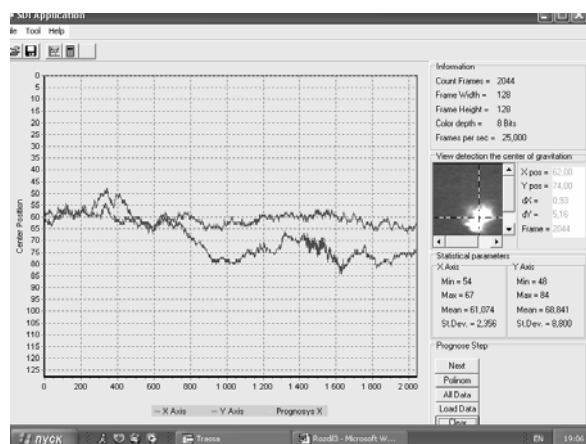 SDI Application
ile Tool Help
Center Position
0
5
10
15
20
25
30
35
40
45
50
55
60
65
70
75
80
85
90
95
100
105
110
115
120
125
0 200 400 600 800 1 000 1 200 1 400 1 600 1 800 2 000
X Axis Y Axis Prognosys X
Information
Count Frames = 2044
Frame Width = 128
Frame Height = 128
Color depth = 8 Bits
Frames per sec = 25,000
View detection the center of gravitation
X pos = 62,00
Y pos = 74,00
dX = 0,93
dY = 5,16
Frame = 2044
Statistical parameters
X Axis Y Axis
Min = 54 Min = 48
Max = 67 Max = 84
Mean = 61,074 Mean = 68,841
St.Dev. = 2,356 St.Dev. = 8,800
Prognose Step
Next
Polinom
All Data
Load Data
Clear
пуск Trassa Rozdil3 - Microsoft W... EN 19:06